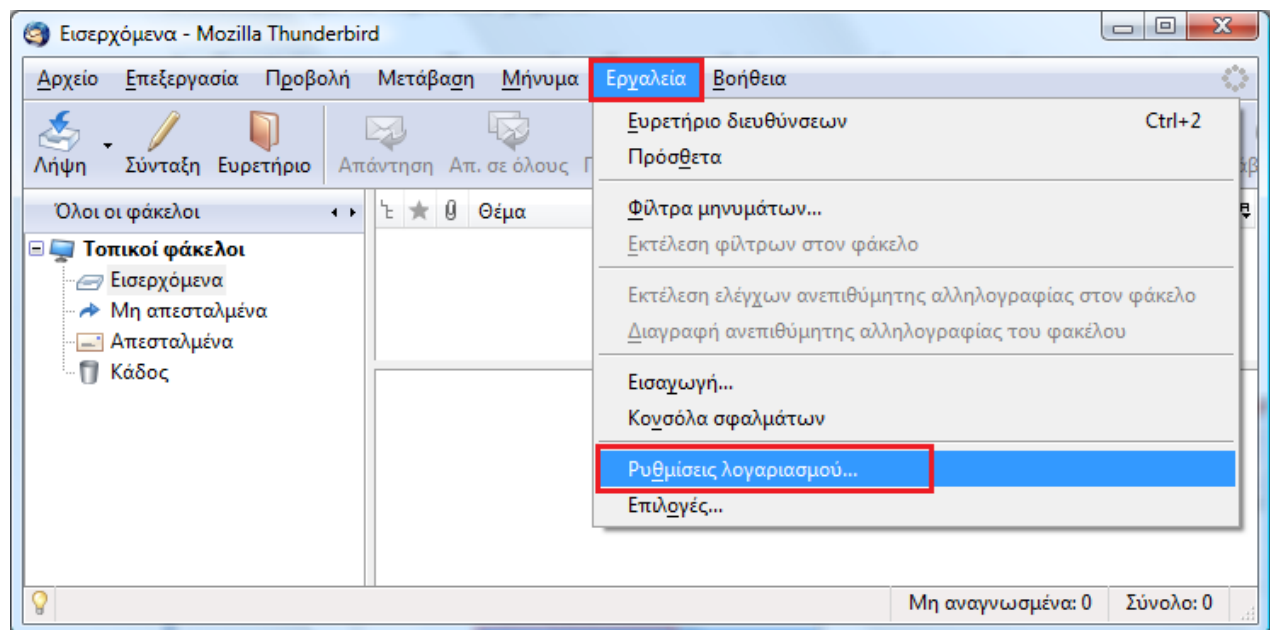 Εισερχόμενα - Mozilla Thunderbird
Αρχείο Επεξεργασία Προβολή Μετάβαση Μήνυμα Εργαλεία Βοήθεια
Λήψη Σύνταξη Ευρετήριο Απάντηση Απ. σε όλους
Όλοι οι φάκελοι
Θέμα
Τοπικοί φάκελοι
Εισερχόμενα
Μη απεσταλμένα
Απεσταλμένα
Κάδος
Ευρετήριο διευθύνσεων Ctrl+2
Πρόσθετα
Φίλτρα μηνυμάτων...
Εκτέλεση φίλτρων στον φάκελο
Εκτέλεση ελέγχων ανεπιθύμητης αλληλογραφίας στον φάκελο
Διαγραφή ανεπιθύμητης αλληλογραφίας του φακέλου
Εισαγωγή...
Κονσόλα σφαλμάτων
Ρυθμίσεις λογαριασμού...
Επιλογές...
Μη αναγνωσμένα: 0 Σύνολο: 0